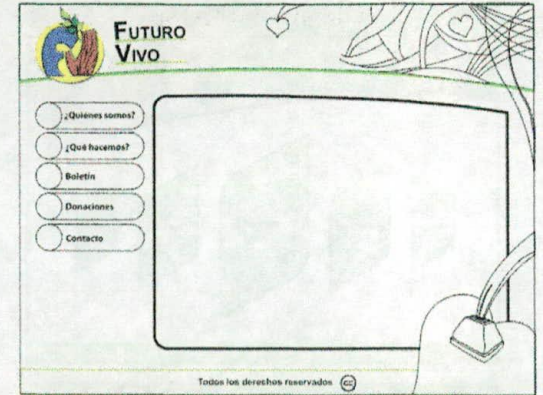 FUTURO
VIVO
¿Quiénes somos?
¿Qué hacemos?
Boletín
Donaciones
Contacto
Todos los derechos reservados